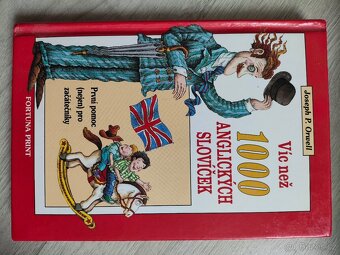 Joseph P. Orwell
Víc než
1000
ANGLICKÝCH
SLOVÍČEK
První pomoc
(nejen) pro
začátečníky
FORTUNA PRINT